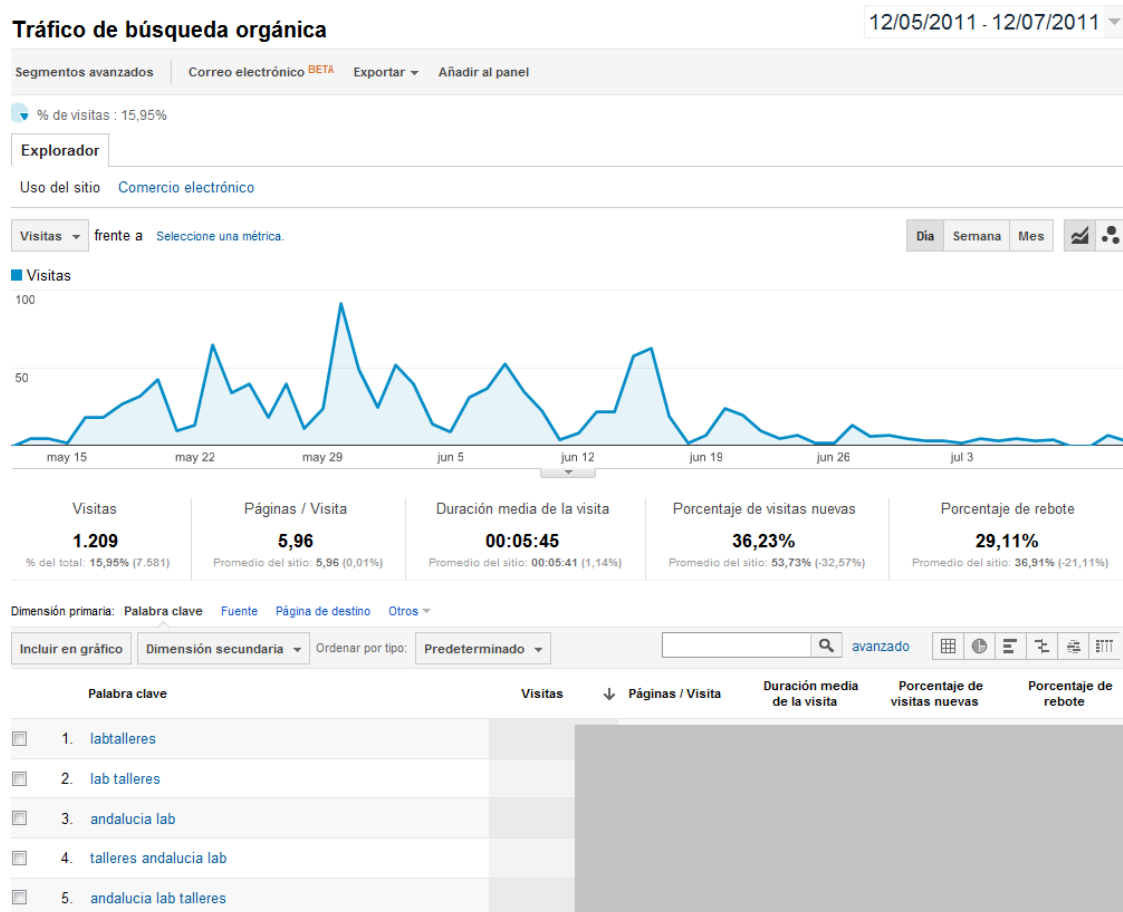 Tráfico de búsqueda orgánica
12/05/2011 - 12/07/2011
Segmentos avanzados Correo electrónico BETA Exportar Añadir al panel
% de visitas : 15,95%
Explorador
Uso del sitio Comercio electrónico
Visitas frente a Seleccione una métrica. Día Semana Mes
Visitas
100
50
may 15 may 22 may 29 jun 5 jun 12 jun 19 jun 26 jul 3
Visitas Páginas / Visita Duración media de la visita Porcentaje de visitas nuevas Porcentaje de rebote
1.209 5,96 00:05:45 36,23% 29,11%
% del total: 15,95% (7.581) Promedio del sitio: 5,96 (0,01%) Promedio del sitio: 00:05:41 (1,14%) Promedio del sitio: 53,73% (-32,57%) Promedio del sitio: 36,91% (-21,11%)
Dimensión primaria: Palabra clave Fuente Página de destino Otros
Incluir en gráfico Dimensión secundaria Ordenar por tipo: Predeterminado avanzado
Palabra clave Visitas Páginas / Visita Duración media de la visita Porcentaje de visitas nuevas Porcentaje de rebote
1. labtalleres
2. lab talleres
3. andalucia lab
4. talleres andalucia lab
5. andalucia lab talleres